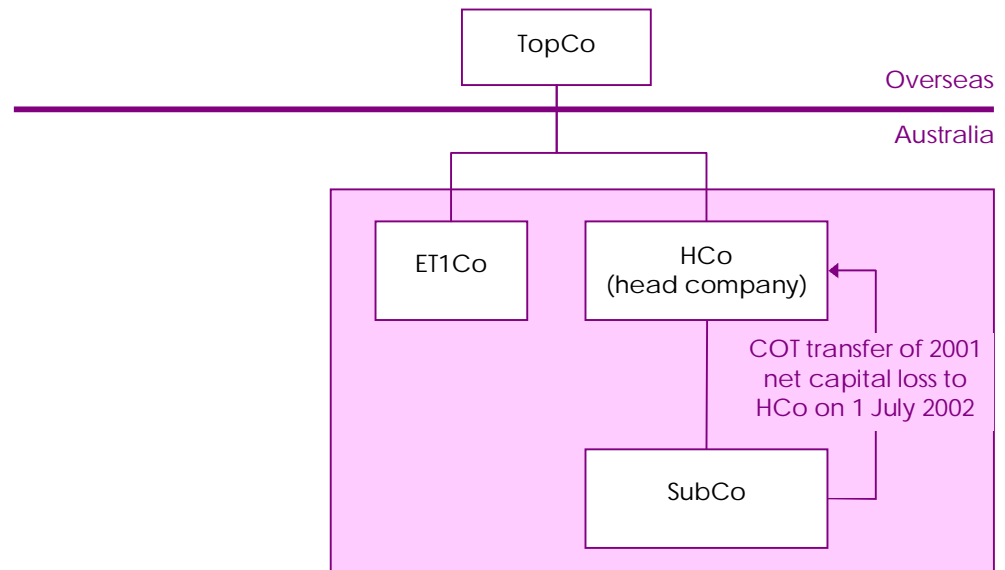 TopCo
Overseas
Australia
ET1Co
HCo
(head company)
COT transfer of 2001
net capital loss to
HCo on 1 July 2002
SubCo